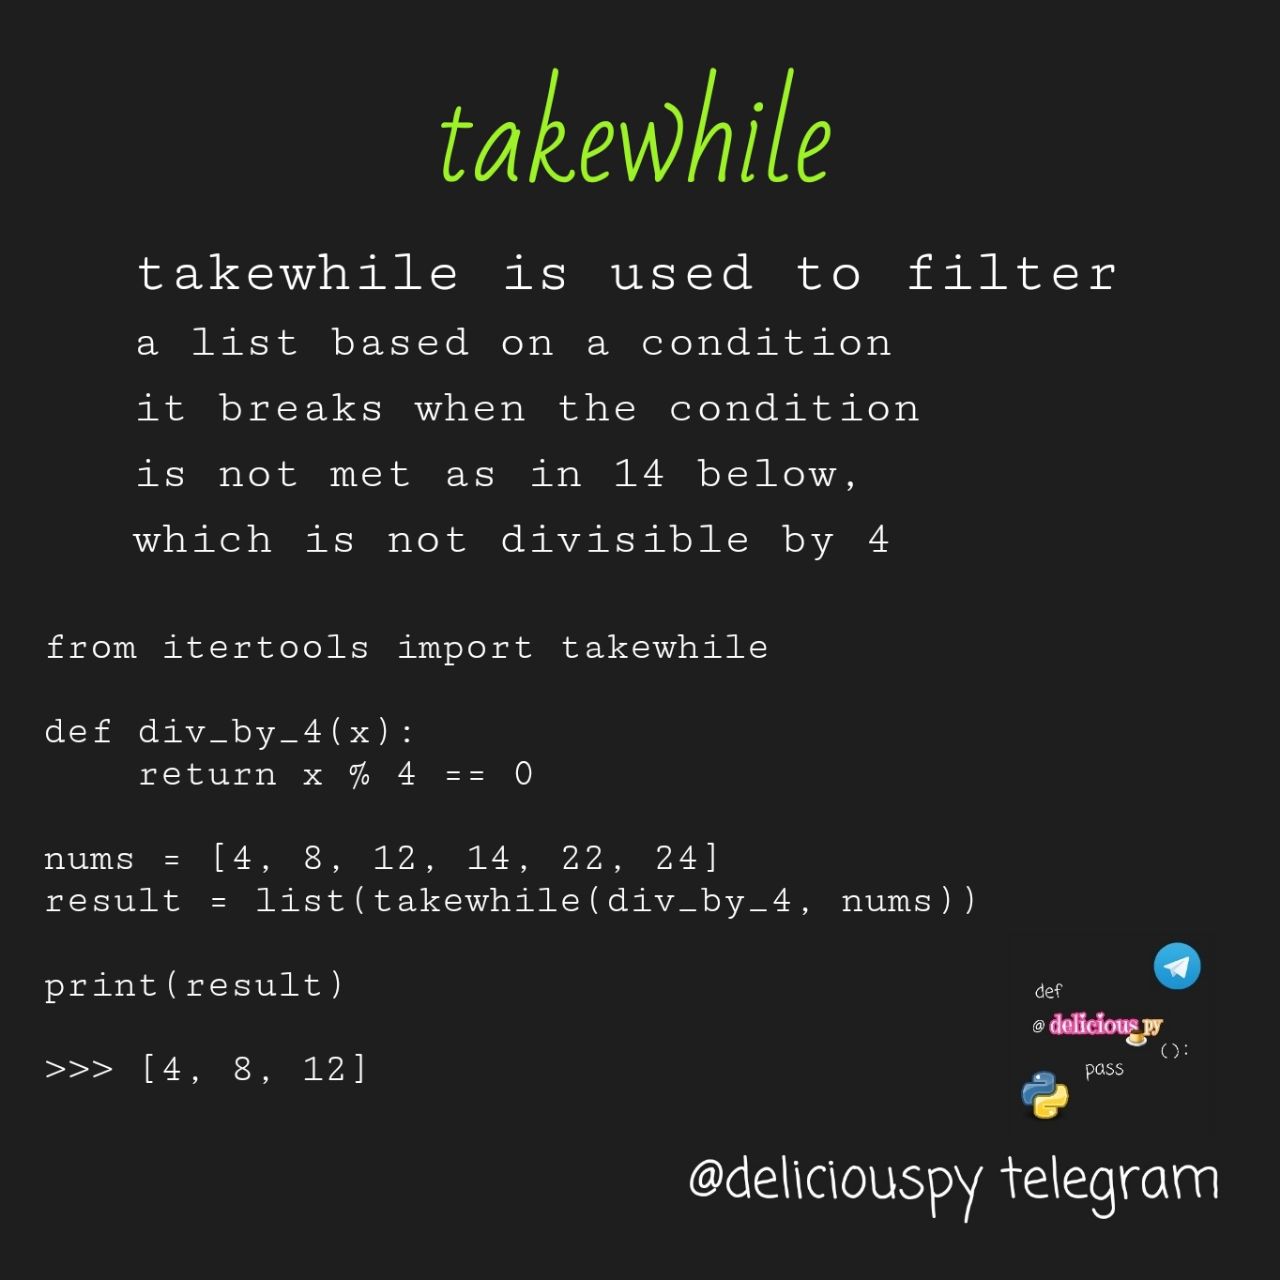 takewhile
takewhile is used to filter
a list based on a condition
it breaks when the condition
is not met as in 14 below,
which is not divisible by 4
from itertools import takewhile
def div_by_4(x):
    return x % 4 == 0
nums = [4, 8, 12, 14, 22, 24]
result = list(takewhile(div_by_4, nums))
print(result)
>>> [4, 8, 12]
def
@deliciouspy
():
pass
@deliciouspy telegram